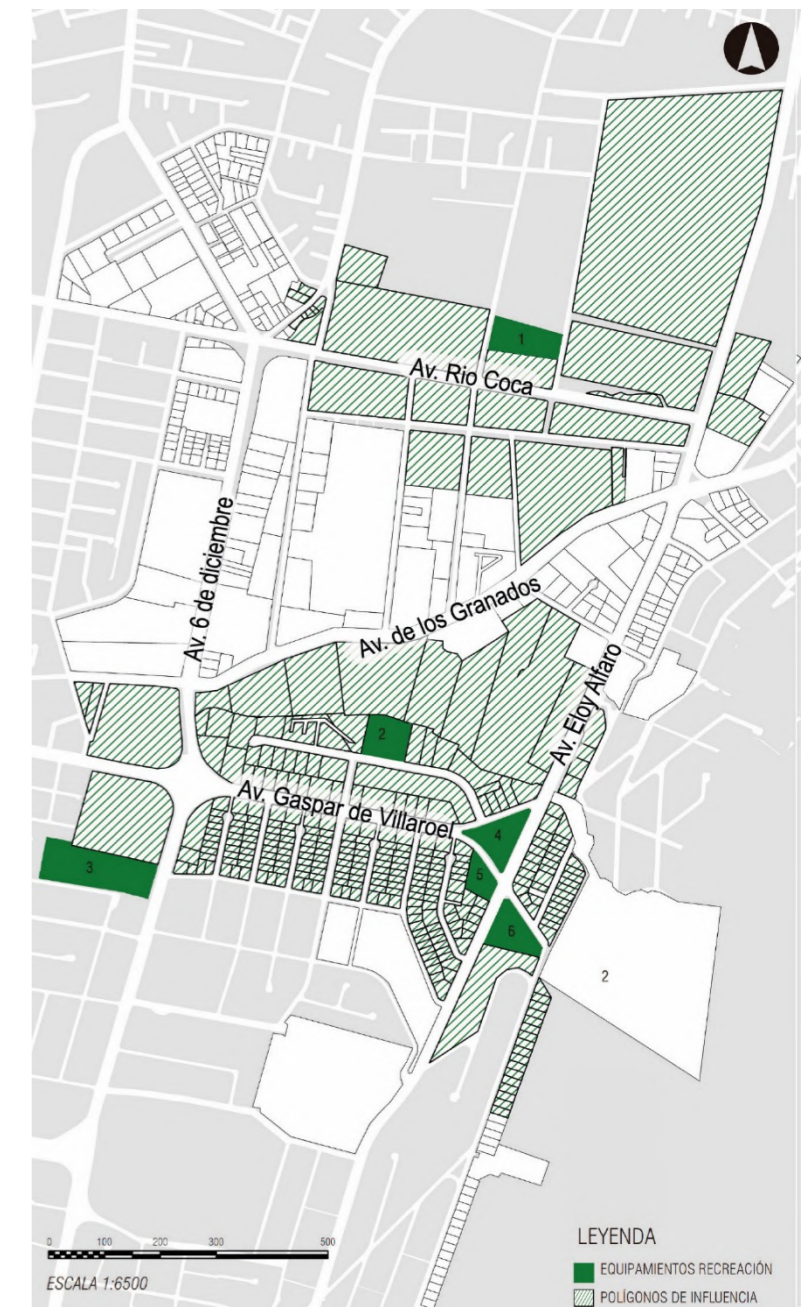 1
Av. Rio Coca
Av. 6 de diciembre
Av. de los Granados
Av. Eloy Alfaro
2
Av. Gaspar de Villaroel
4
3
5
6
2
0 100 200 300 500
ESCALA 1:6500
LEYENDA
EQUIPAMIENTOS RECREACIÓN
POLÍGONOS DE INFLUENCIA